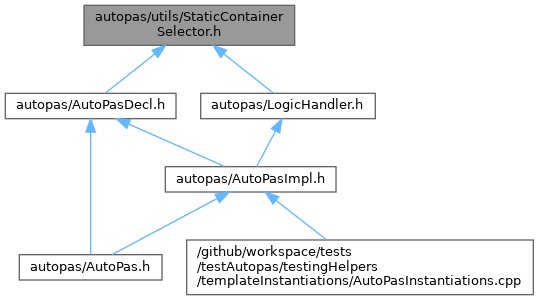 autopas/utils/StaticContainer
Selector.h
autopas/AutoPasDecl.h
autopas/LogicHandler.h
autopas/AutoPasImpl.h
autopas/AutoPas.h
/github/workspace/tests
/testAutopas/testingHelpers
/templateInstantiations/AutoPasInstantiations.cpp